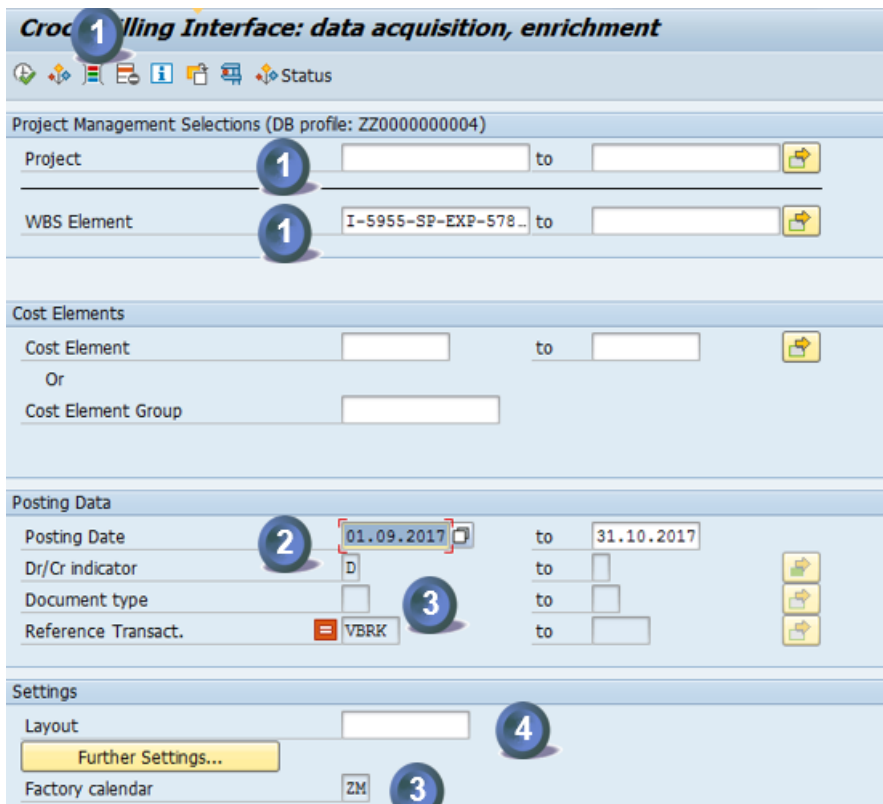 Croc 1 lling Interface: data acquisition, enrichment
Status
Project Management Selections (DB profile: ZZ0000000004)
Project 1 to
WBS Element 1 I-5955-SP-EXP-578… to
Cost Elements
Cost Element to
Or
Cost Element Group
Posting Data
Posting Date 2 01.09.2017 to 31.10.2017
Dr/Cr indicator D to
Document type 3 to
Reference Transact. VBRK to
Settings
Layout 4
Further Settings...
Factory calendar ZM 3